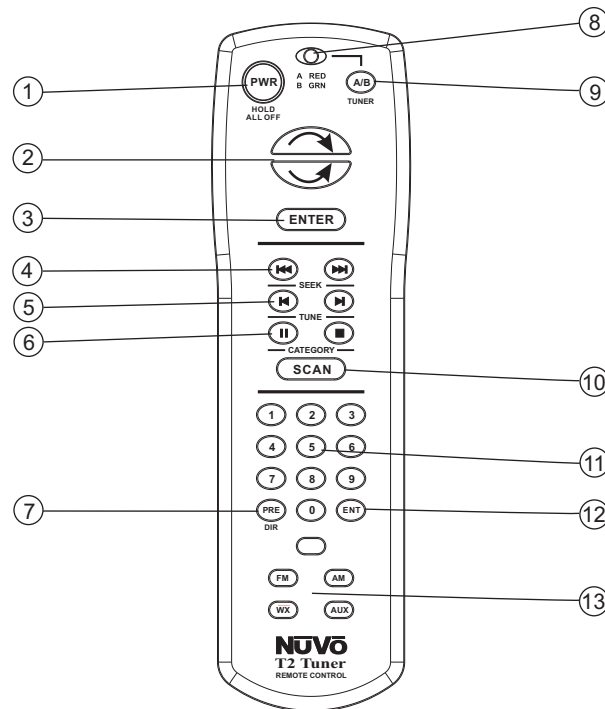 8
PWR
A RED
B GRN
A/B
1
9
HOLD
ALL OFF
TUNER
2
3
ENTER
4
SEEK
5
TUNE
6
CATEGORY
SCAN
10
1 2 3
4 5 6
11
7 8 9
7
PRE 0 ENT
12
DIR
FM AM
13
WX AUX
NŪVŌ
T2 Tuner
REMOTE CONTROL